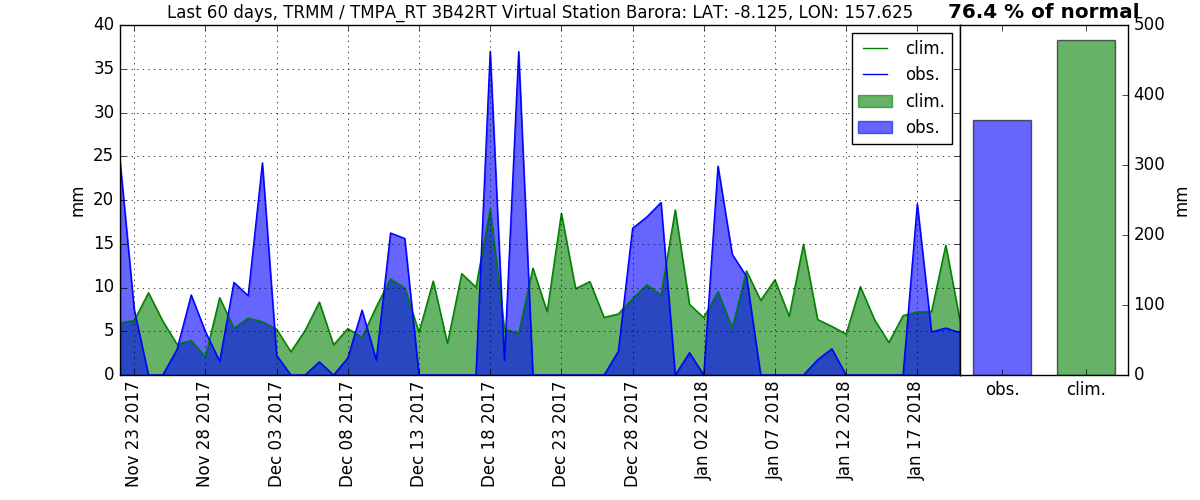 Last 60 days, TRMM / TMPA_RT 3B42RT Virtual Station Barora: LAT: -8.125, LON: 157.625
76.4 % of normal
40
35
30
25
20
15
10
5
0
mm
clim.
obs.
clim.
obs.
500
400
300
200
100
0
mm
Nov 23 2017
Nov 28 2017
Dec 03 2017
Dec 08 2017
Dec 13 2017
Dec 18 2017
Dec 23 2017
Dec 28 2017
Jan 02 2018
Jan 07 2018
Jan 12 2018
Jan 17 2018
obs.
clim.